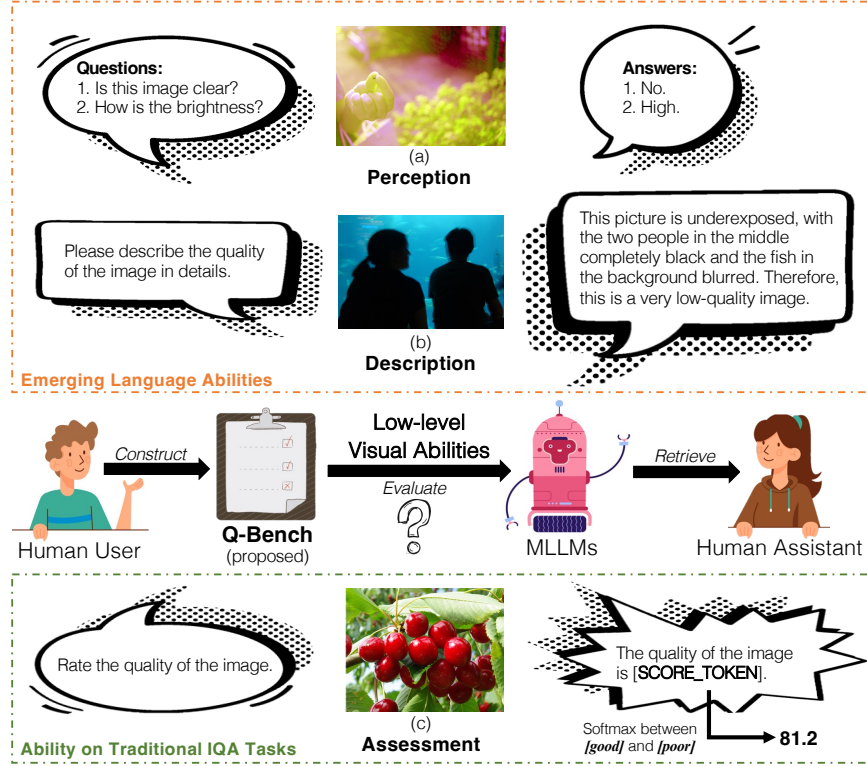 Questions:
1. Is this image clear?
2. How is the brightness?
Answers:
1. No.
2. High.
(a)
Perception
Please describe the quality
of the image in details.
This picture is underexposed, with
the two people in the middle
completely black and the fish in
the background blurred. Therefore,
this is a very low-quality image.
(b)
Description
Emerging Language Abilities
Construct
Low-level
Visual Abilities
Evaluate
Retrieve
Human User
Q-Bench
(proposed)
MLLMs
Human Assistant
Rate the quality of the image.
The quality of the image
is [SCORE_TOKEN].
(c)
Assessment
Softmax between
[good] and [poor]
81.2
Ability on Traditional IQA Tasks